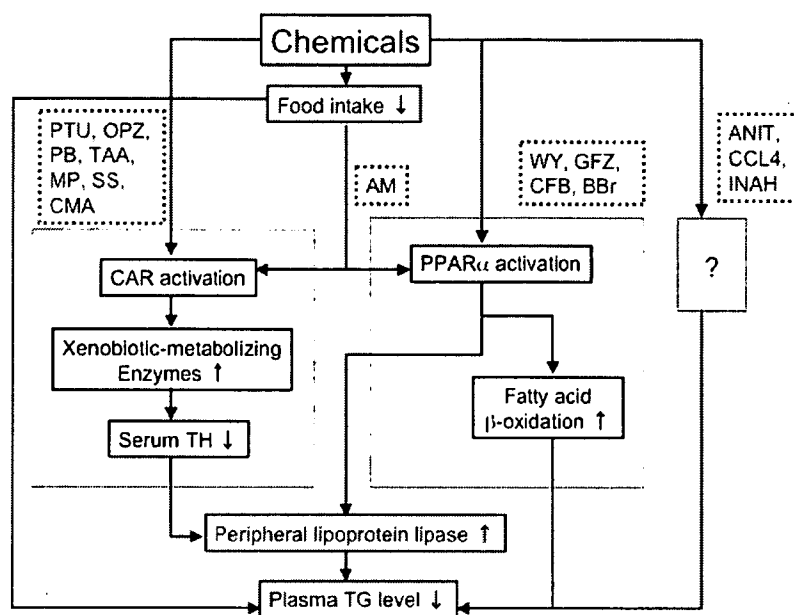 Chemicals
Food intake ↓
PTU, OPZ,
PB, TAA,
MP, SS,
CMA
AM
WY, GFZ,
CFB, BBr
ANIT,
CCL4,
INAH
CAR activation
PPARα activation
?
Xenobiotic-metabolizing
Enzymes ↑
Fatty acid
β-oxidation ↑
Serum TH ↓
Peripheral lipoprotein lipase ↑
Plasma TG level ↓